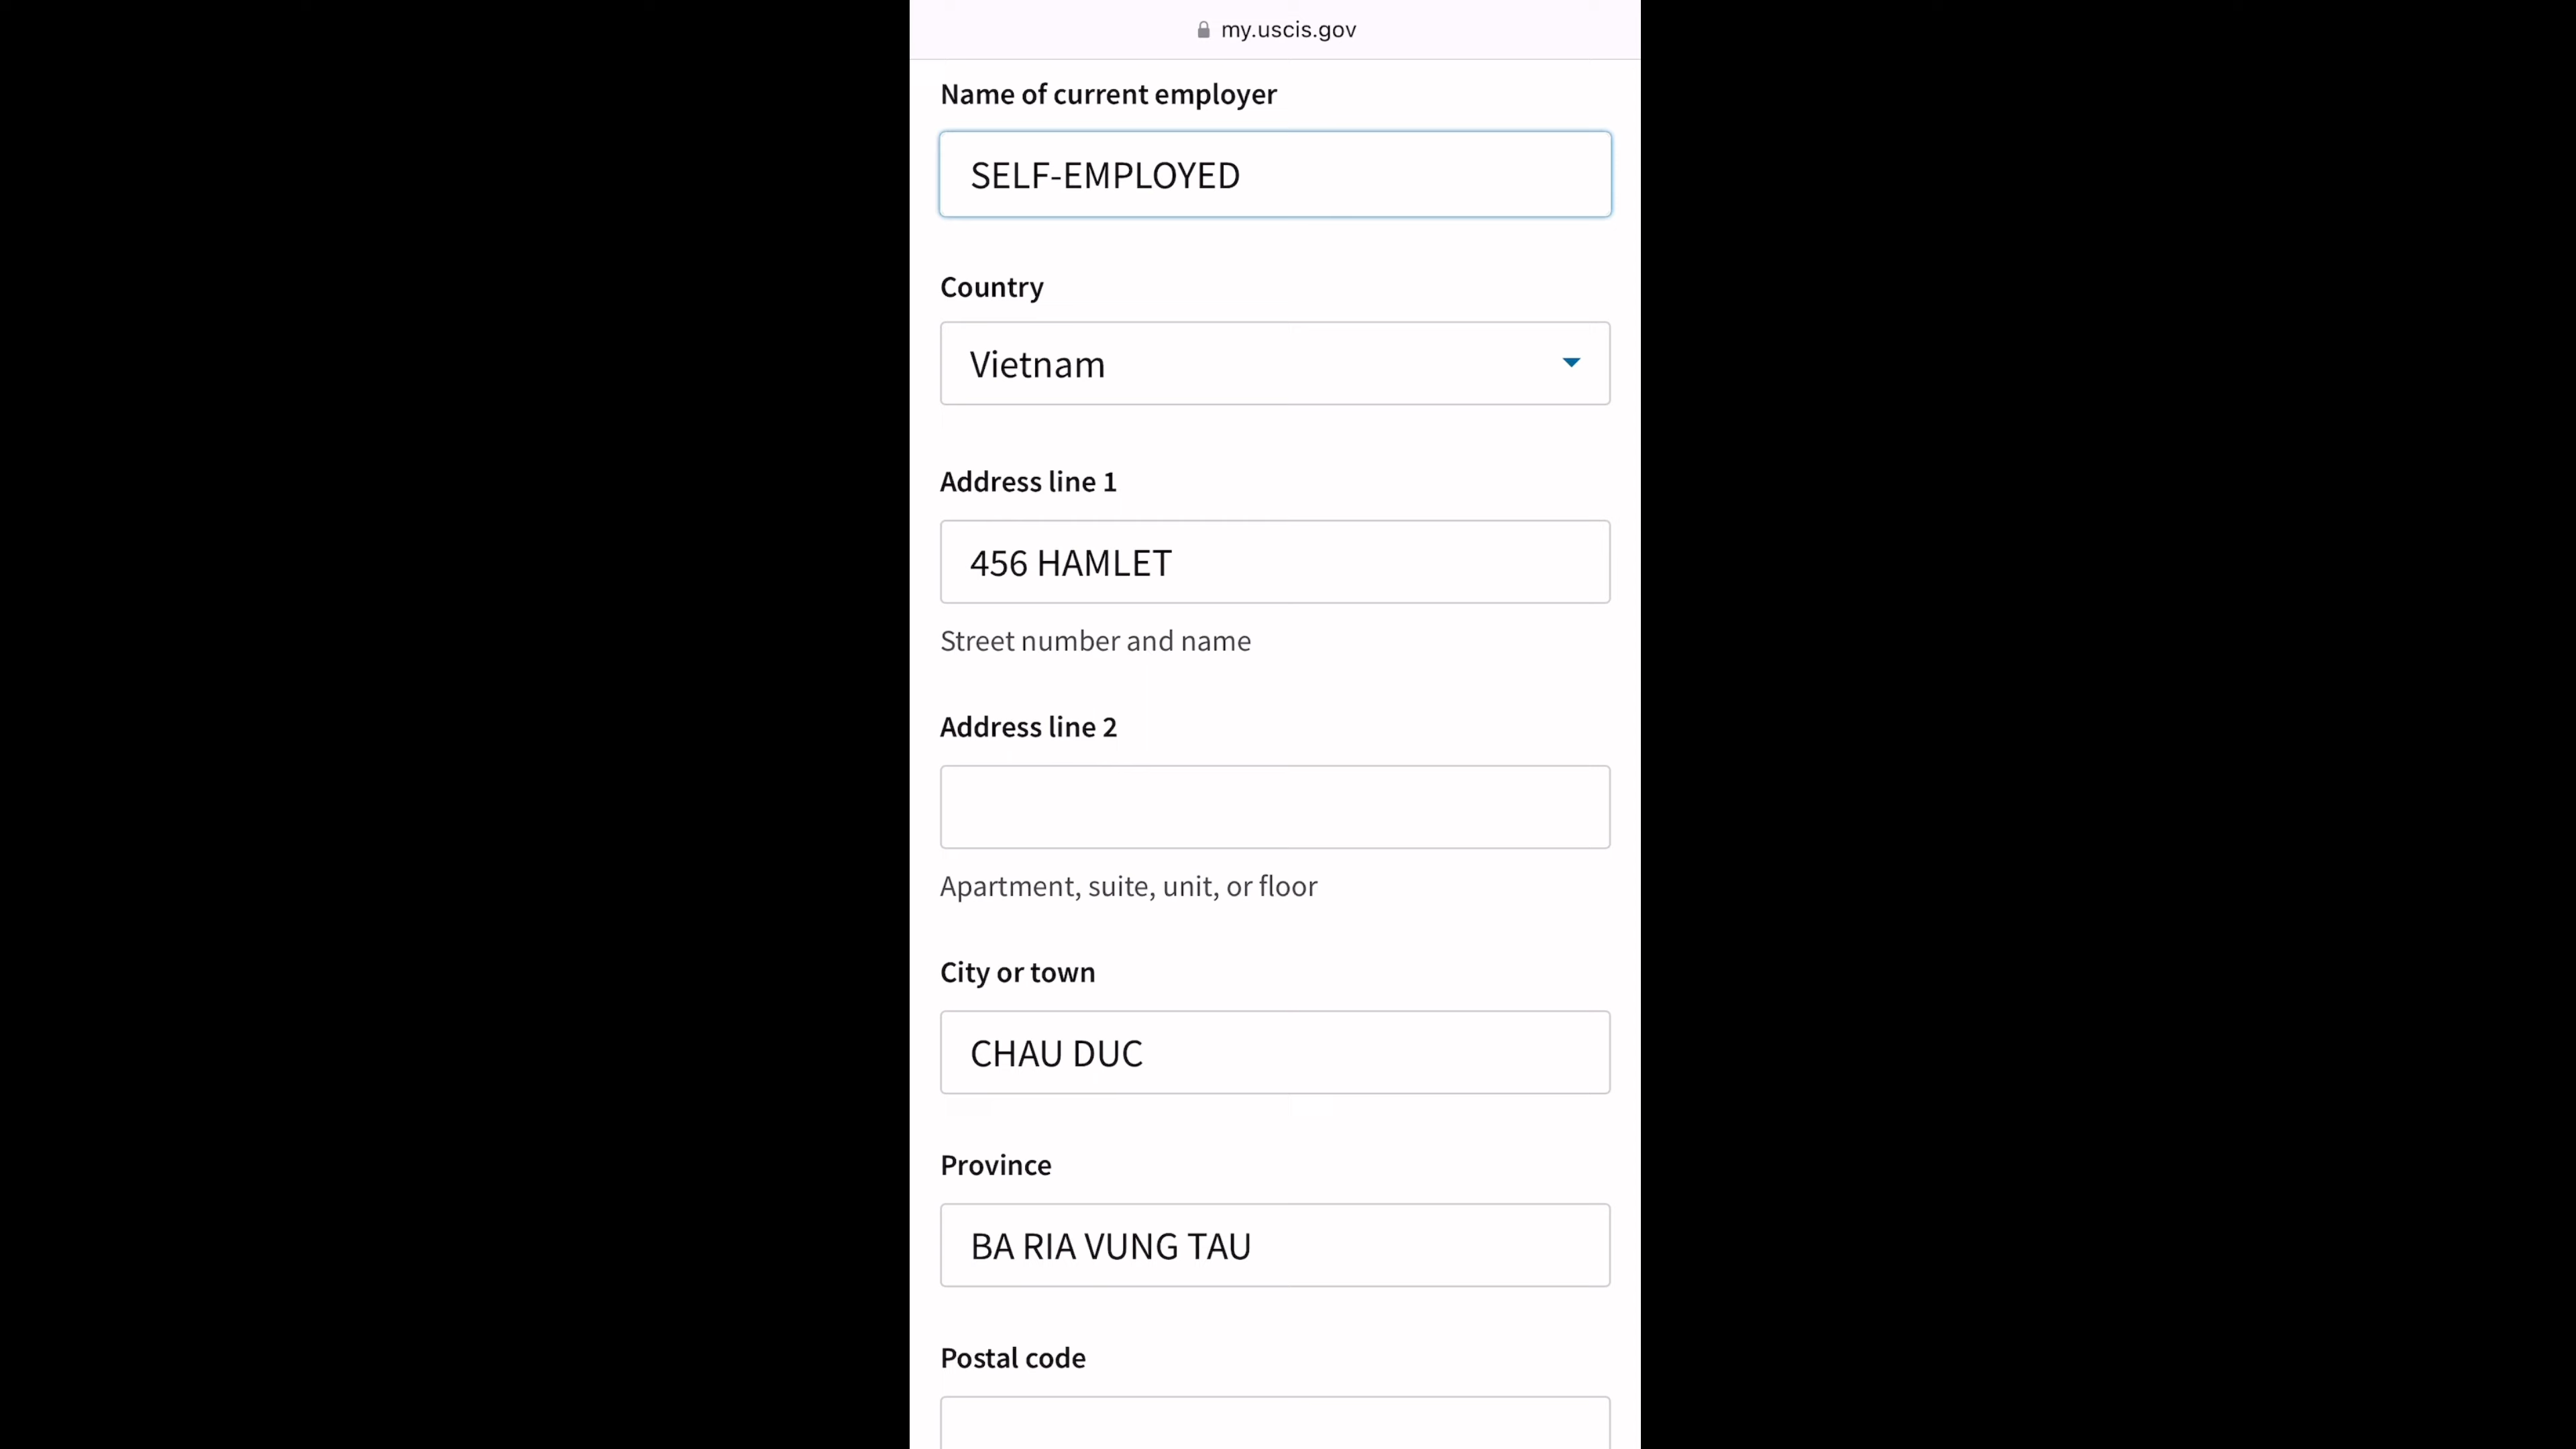 my.uscis.gov
Name of current employer
SELF-EMPLOYED
Country
Vietnam
Address line 1
456 HAMLET
Street number and name
Address line 2
Apartment, suite, unit, or floor
City or town
CHAU DUC
Province
BA RIA VUNG TAU
Postal code